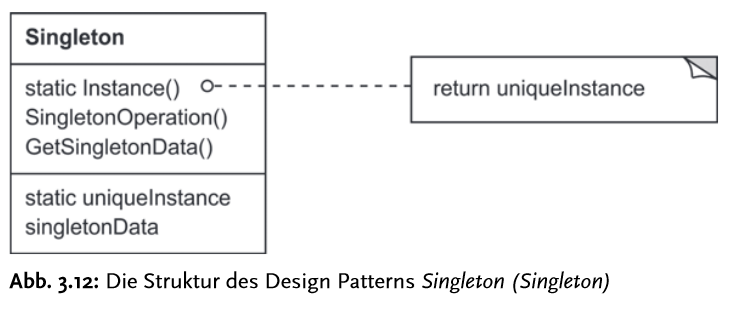 Singleton
static Instance()
SingletonOperation()
GetSingletonData()
return uniqueInstance
static uniqueInstance
singletonData
Abb. 3.12: Die Struktur des Design Patterns Singleton (Singleton)